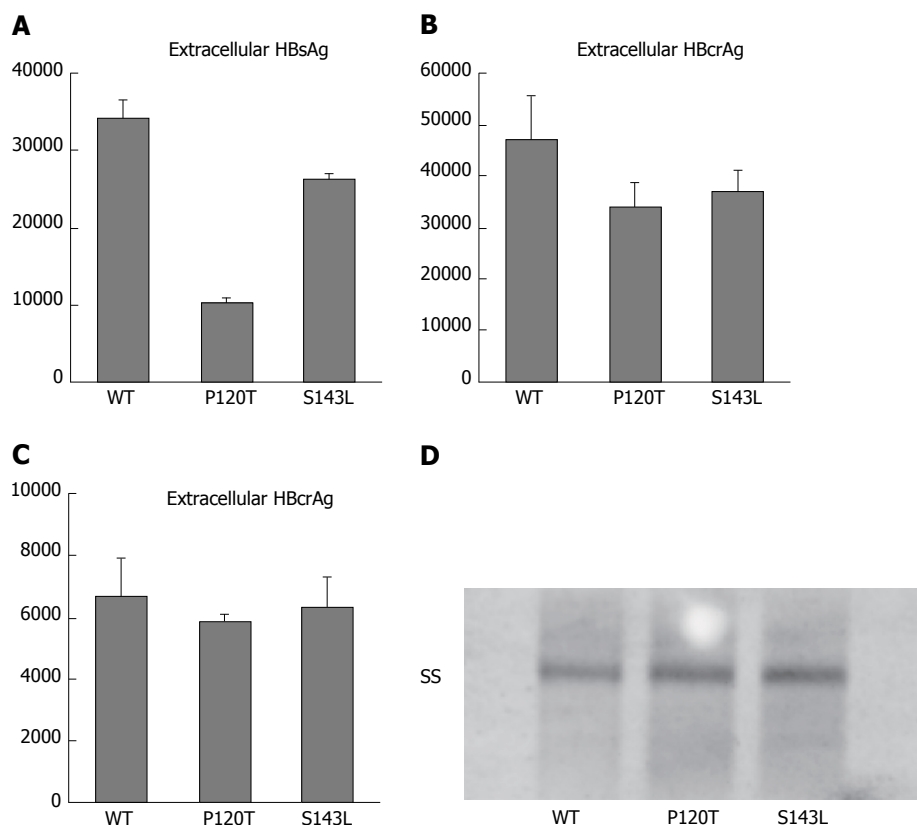 A
Extracellular HBsAg
40000
30000
20000
10000
0
WT P120T S143L
B
Extracellular HBcrAg
60000
50000
40000
30000
20000
10000
0
WT P120T S143L
C
Extracellular HBcrAg
10000
8000
6000
4000
2000
0
WT P120T S143L
D
SS
WT P120T S143L